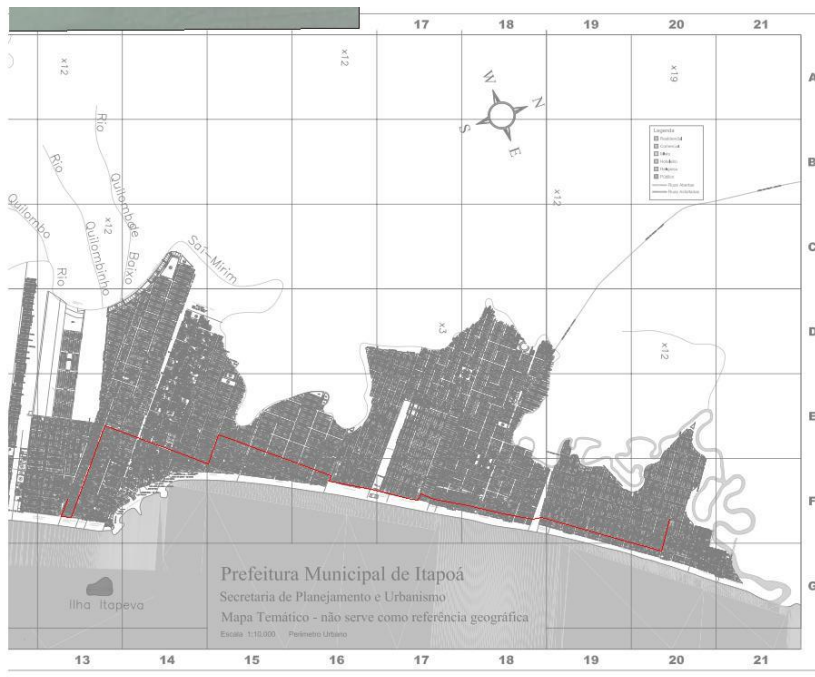 17 18 19 20 21
x12
x12
x19
A
W
N
S
E
Legenda
B
Rio
Rio
Quilombo
Quilombo de Baixo
Quilombinho
x12
x12
Saí-Mirim
C
Rio
x3
x12
D
E
F
G
Prefeitura Municipal de Itapoá
Secretaria de Planejamento e Urbanismo
Mapa Temático - não serve como referência geográfica
Escala 1:10.000 Perímetro Urbano
Ilha Itapeva
13 14 15 16 17 18 19 20 21